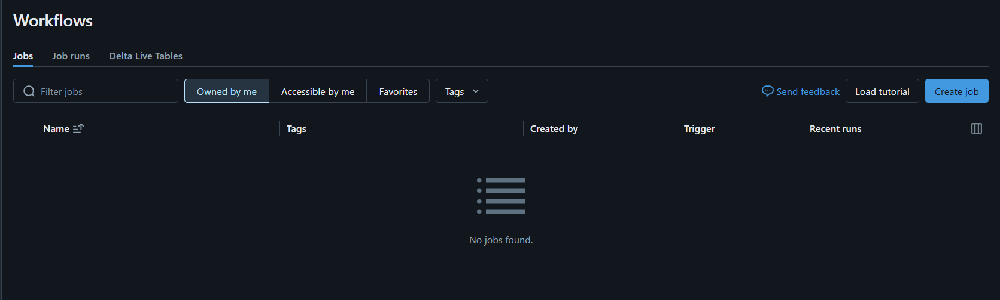 Workflows
Jobs Job runs Delta Live Tables
Filter jobs Owned by me Accessible by me Favorites Tags Send feedback Load tutorial Create job
Name Tags Created by Trigger Recent runs
No jobs found.